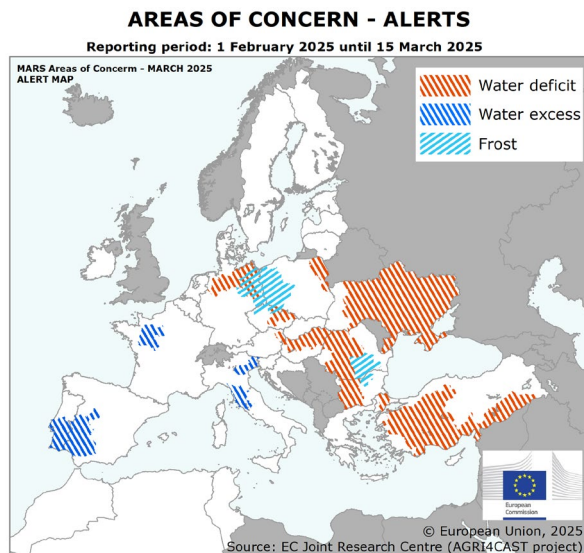 AREAS OF CONCERN - ALERTS
Reporting period: 1 February 2025 until 15 March 2025
MARS Areas of Concerm - MARCH 2025
ALERT MAP
Water deficit
Water excess
Frost
European
Commission
© European Union, 2025
Source: EC Joint Research Centre (AGRI4CAST project)